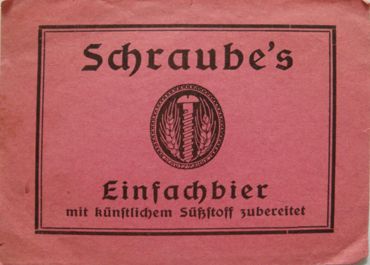 Schraube's
Einfachbier
mit künstlichem Süßstoff zubereitet